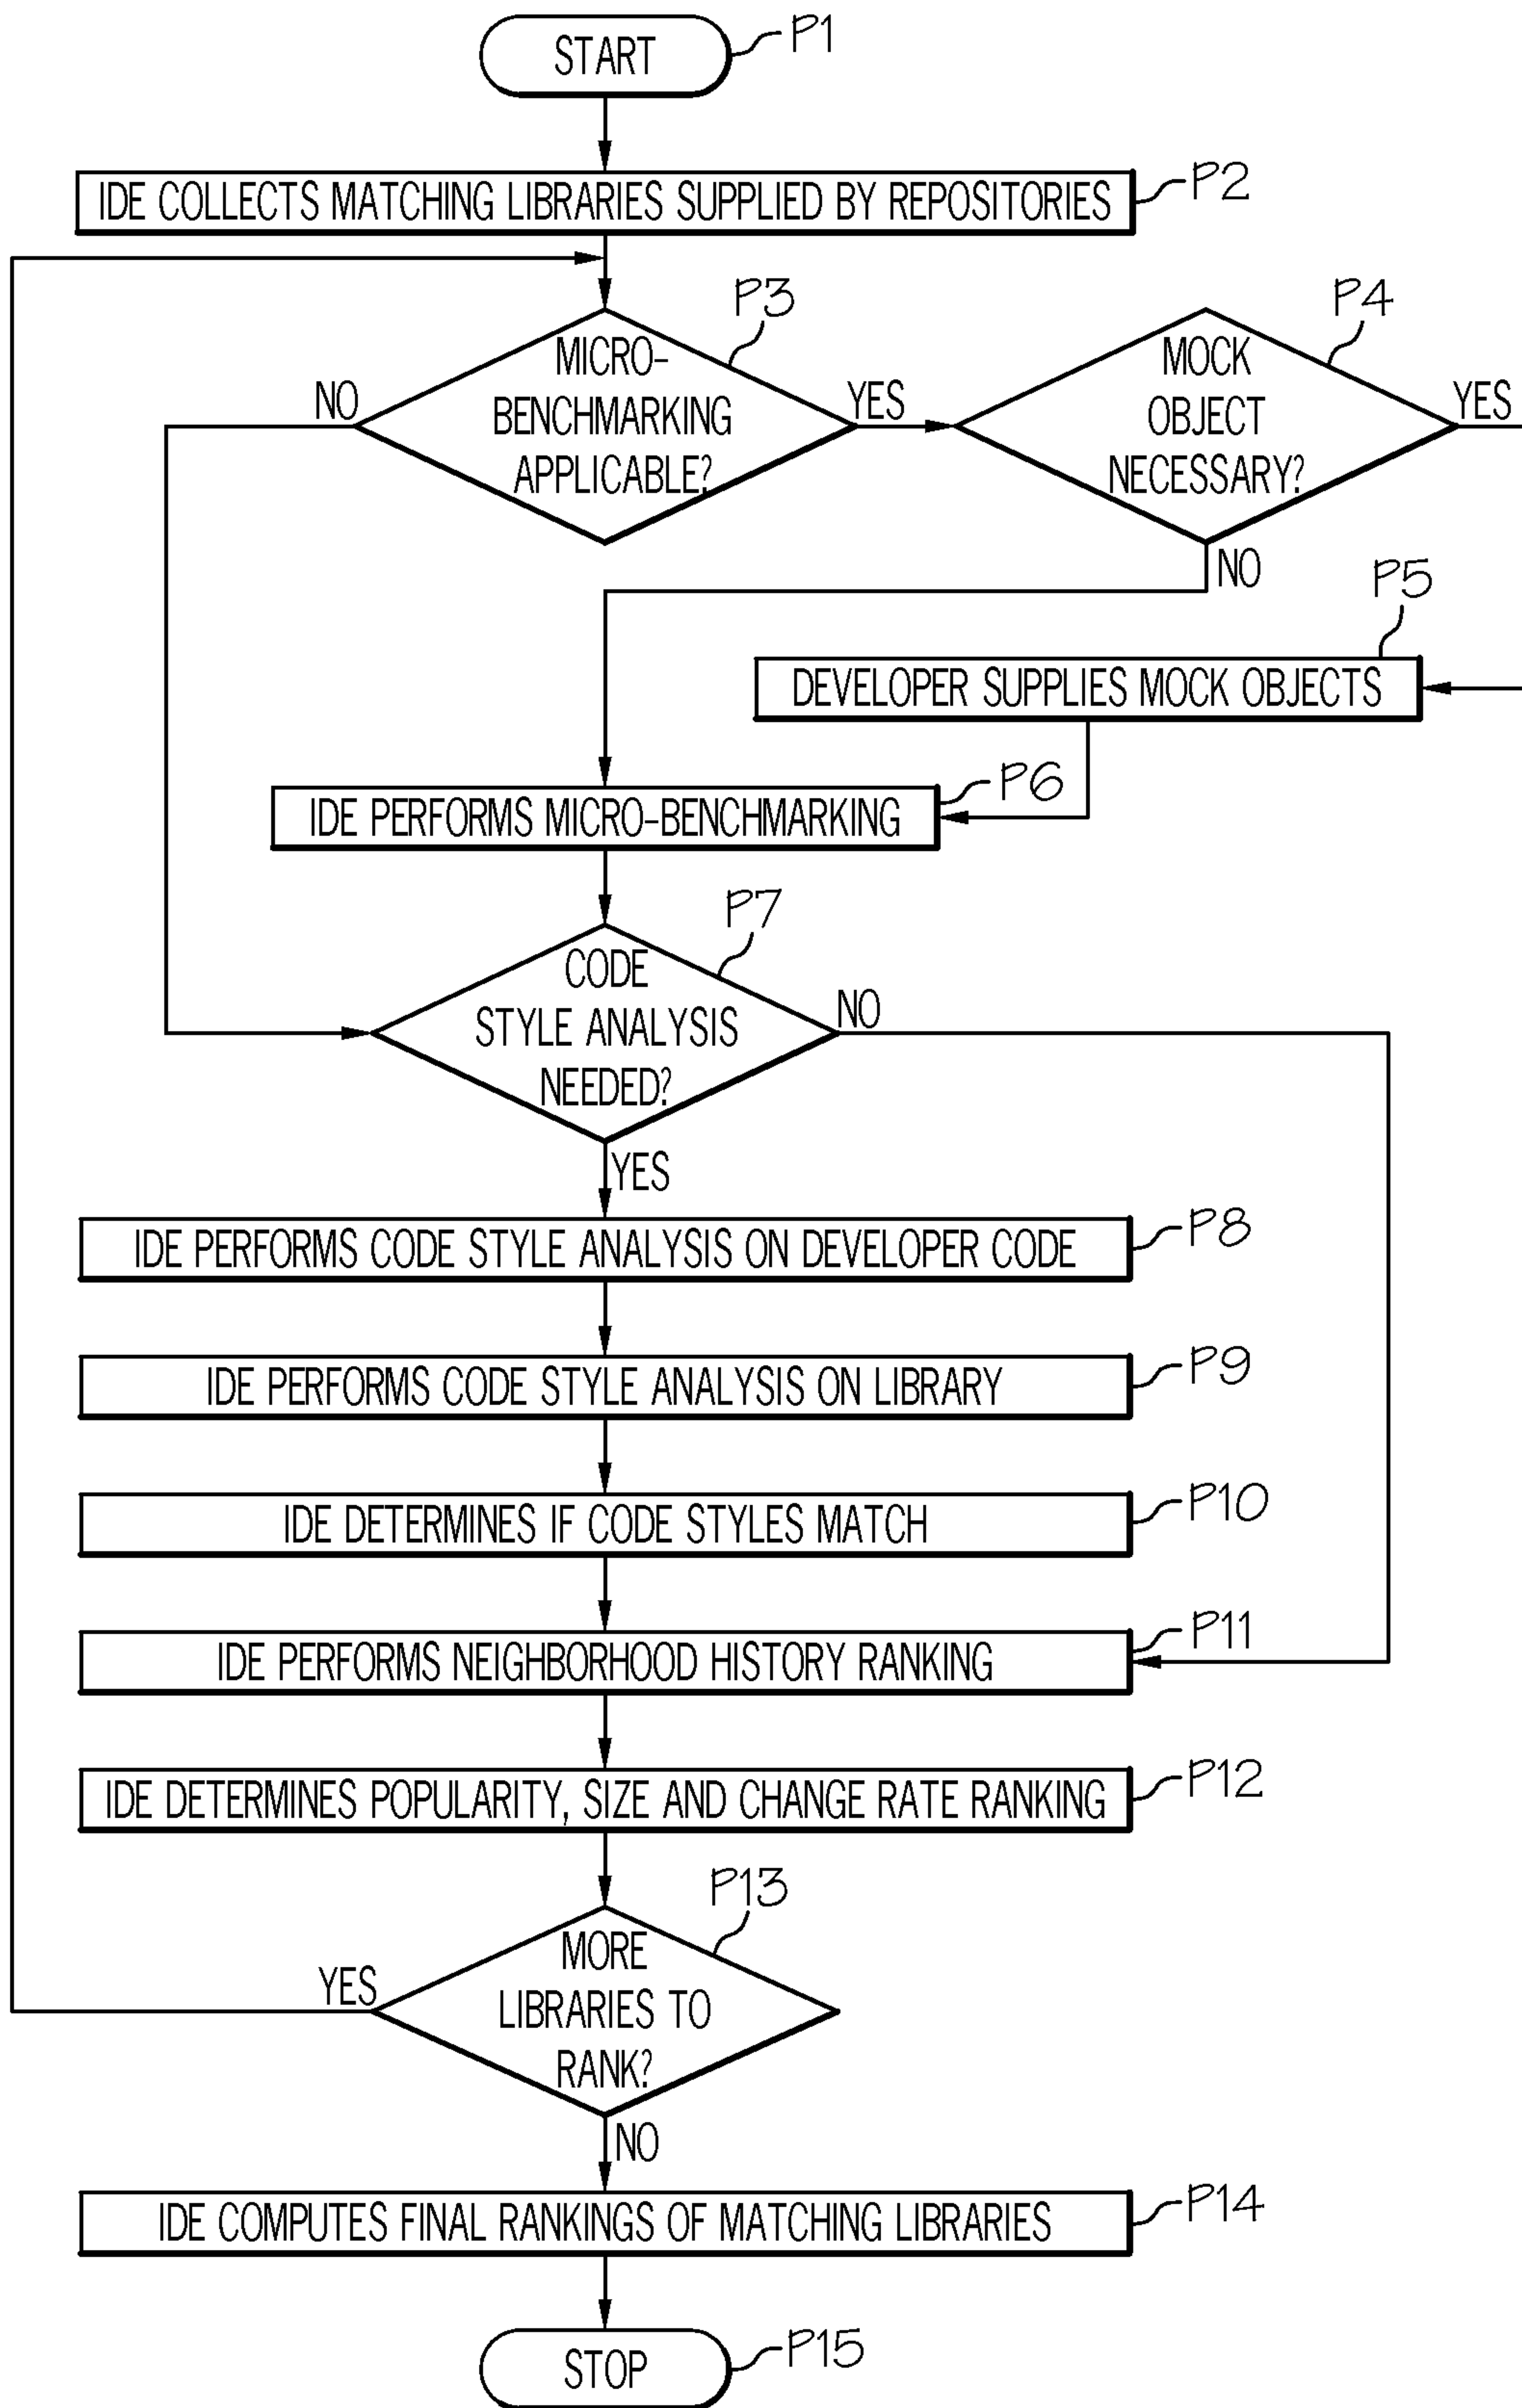 START
P1
IDE COLLECTS MATCHING LIBRARIES SUPPLIED BY REPOSITORIES
P2
P3
MICRO-
BENCHMARKING
APPLICABLE?
NO
YES
P4
MOCK
OBJECT
NECESSARY?
YES
NO
P5
DEVELOPER SUPPLIES MOCK OBJECTS
P6
IDE PERFORMS MICRO-BENCHMARKING
P7
CODE
STYLE ANALYSIS
NEEDED?
NO
YES
IDE PERFORMS CODE STYLE ANALYSIS ON DEVELOPER CODE
P8
IDE PERFORMS CODE STYLE ANALYSIS ON LIBRARY
P9
IDE DETERMINES IF CODE STYLES MATCH
P10
IDE PERFORMS NEIGHBORHOOD HISTORY RANKING
P11
IDE DETERMINES POPULARITY, SIZE AND CHANGE RATE RANKING
P12
P13
MORE
LIBRARIES TO
RANK?
YES
NO
IDE COMPUTES FINAL RANKINGS OF MATCHING LIBRARIES
P14
STOP
P15